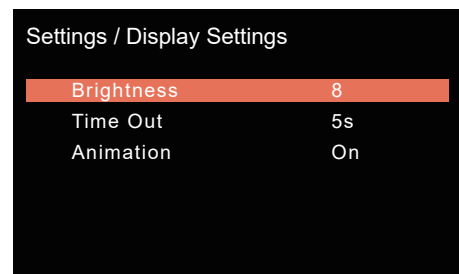 Settings / Display Settings
Brightness 8
Time Out 5s
Animation On